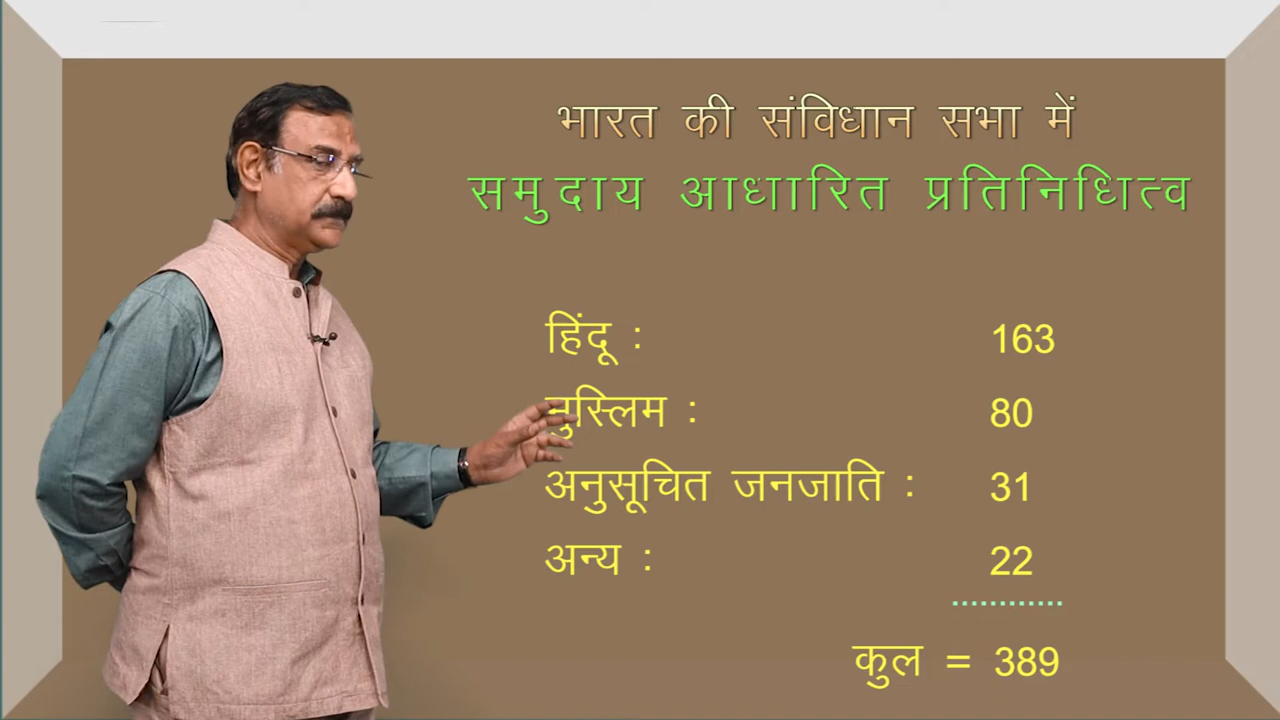 भारत की संविधान सभा में
समुदाय आधारित प्रतिनिधित्व
हिंदू : 163
मुस्लिम : 80
अनुसूचित जनजाति : 31
अन्य : 22
............
कुल = 389